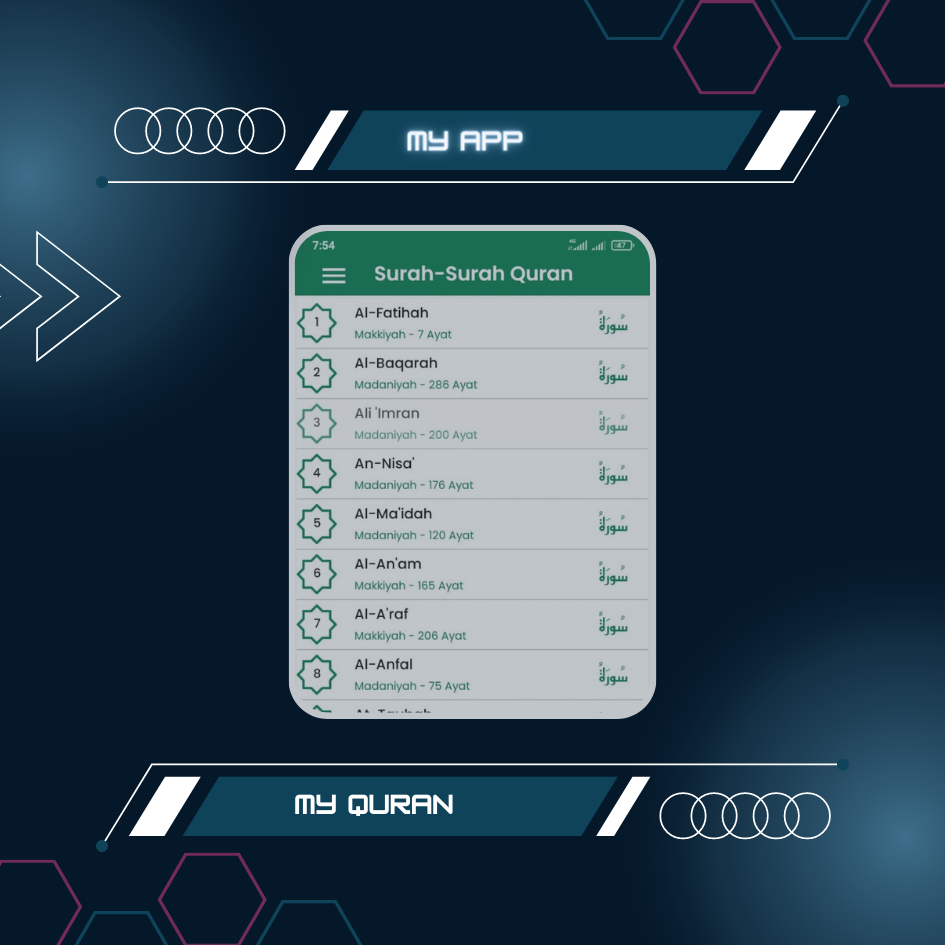 MY APP
7:54
4G
47
Surah-Surah Quran
1
Al-Fatihah
Makkiyah - 7 Ayat
سُورَةٌ
2
Al-Baqarah
Madaniyah - 286 Ayat
سُورَةٌ
3
Ali 'Imran
Madaniyah - 200 Ayat
سُورَةٌ
4
An-Nisa'
Madaniyah - 176 Ayat
سُورَةٌ
5
Al-Ma'idah
Madaniyah - 120 Ayat
سُورَةٌ
6
Al-An'am
Makkiyah - 165 Ayat
سُورَةٌ
7
Al-A'raf
Makkiyah - 206 Ayat
سُورَةٌ
8
Al-Anfal
Madaniyah - 75 Ayat
سُورَةٌ
MY QURAN